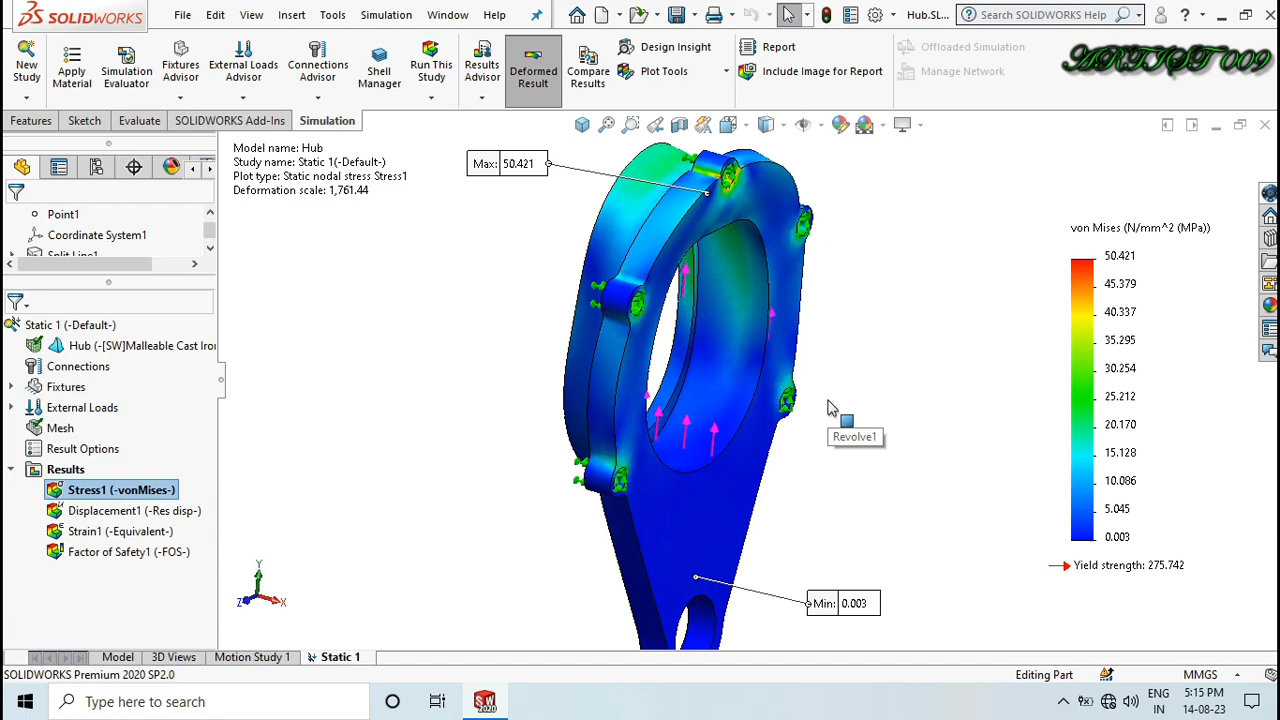 SOLIDWORKS
File Edit View Insert Tools Simulation Window Help
Hub.SL...
Search SOLIDWORKS Help
?
New Study
Apply Material
Simulation Evaluator
Fixtures Advisor
External Loads Advisor
Connections Advisor
Shell Manager
Run This Study
Results Advisor
Deformed Result
Compare Results
Design Insight
Plot Tools
Report
Include Image for Report
Offloaded Simulation
Manage Network
ARTIST 009
Features Sketch Evaluate SOLIDWORKS Add-Ins Simulation
Model name: Hub
Study name: Static 1(-Default-)
Plot type: Static nodal stress Stress1
Deformation scale: 1,761.44
Max: 50.421
Point1
Coordinate System1
Split Line1
Static 1 (-Default-)
Hub (-[SW]Malleable Cast Iron
Connections
Fixtures
External Loads
Mesh
Result Options
Results
Stress1 (-vonMises-)
Displacement1 (-Res disp-)
Strain1 (-Equivalent-)
Factor of Safety1 (-FOS-)
Revolve1
von Mises (N/mm^2 (MPa))
50.421
45.379
40.337
35.295
30.254
25.212
20.170
15.128
10.086
5.045
0.003
Yield strength: 275.742
Min: 0.003
Y
Z X
Model 3D Views Motion Study 1 Static 1
SOLIDWORKS Premium 2020 SP2.0
Editing Part
MMGS
Type here to search
SW 2020
ENG
IN
5:15 PM
14-08-23